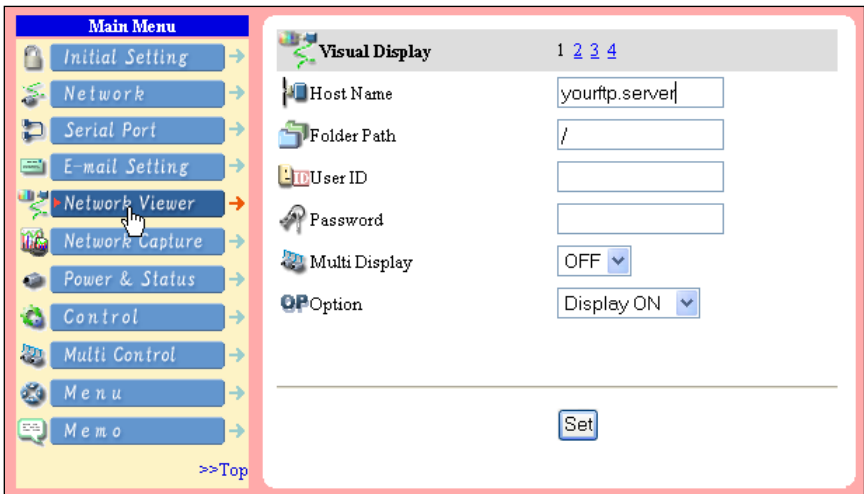 Main Menu
Initial Setting
Network
Serial Port
E-mail Setting
Network Viewer
Network Capture
Power & Status
Control
Multi Control
Menu
Memo
>>Top
Visual Display 1 2 3 4
Host Name yourftp.server
Folder Path /
ID User ID
Password
Multi Display OFF
OP Option Display ON
Set